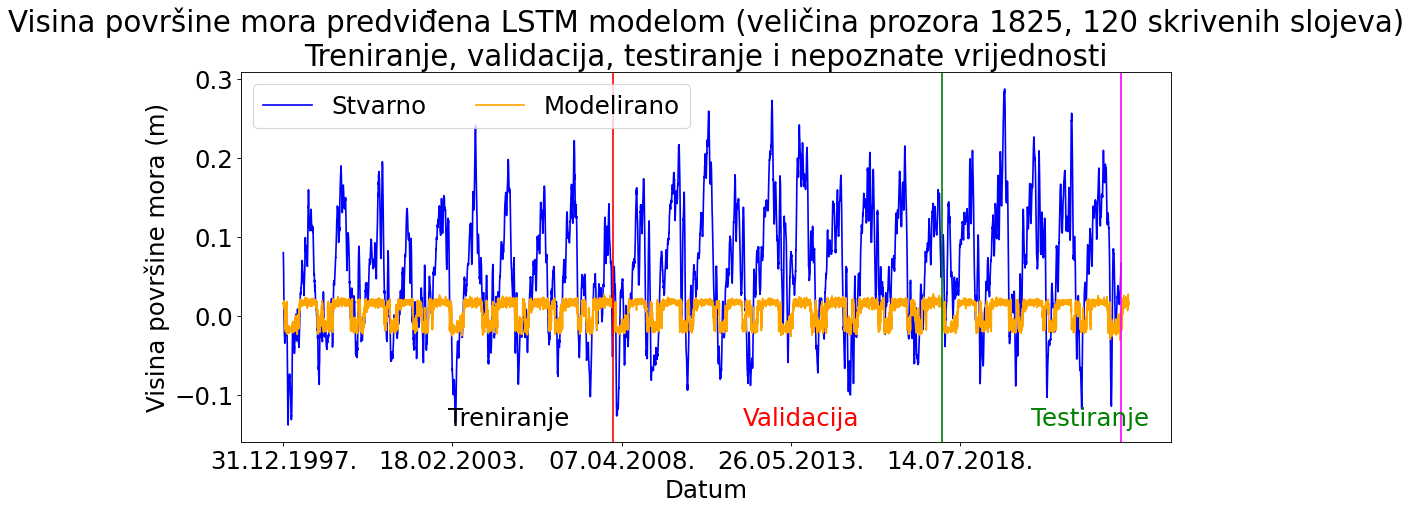 Visina površine mora predviđena LSTM modelom (veličina prozora 1825, 120 skrivenih slojeva)
Treniranje, validacija, testiranje i nepoznate vrijednosti
Stvarno Modelirano
Visina površine mora (m)
0.3
0.2
0.1
0.0
−0.1
Treniranje Validacija Testiranje
31.12.1997. 18.02.2003. 07.04.2008. 26.05.2013. 14.07.2018.
Datum